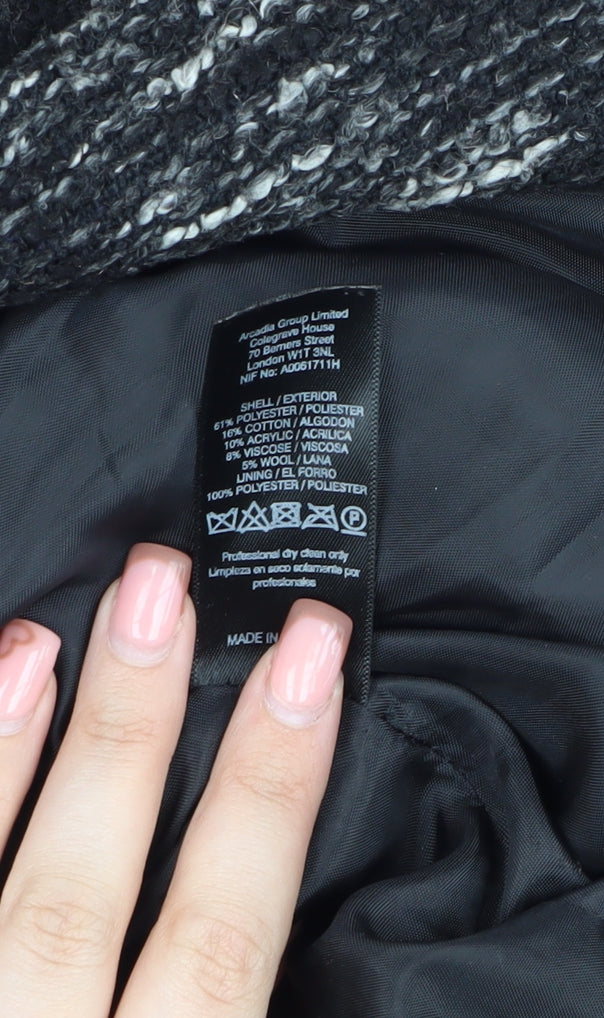 Arcadia Group Limited
Colegrave House
70 Berners Street
London W1T 3NL
NIF No: A0061711H
SHELL / EXTERIOR
61% POLYESTER / POLIESTER
16% COTTON / ALGODON
10% ACRYLIC / ACRILICA
8% VISCOSE / VISCOSA
5% WOOL / LANA
LINING / EL FORRO
100% POLYESTER / POLIESTER
P
Professional dry clean only
Limpieza en seco solamente por
profesionales
MADE IN